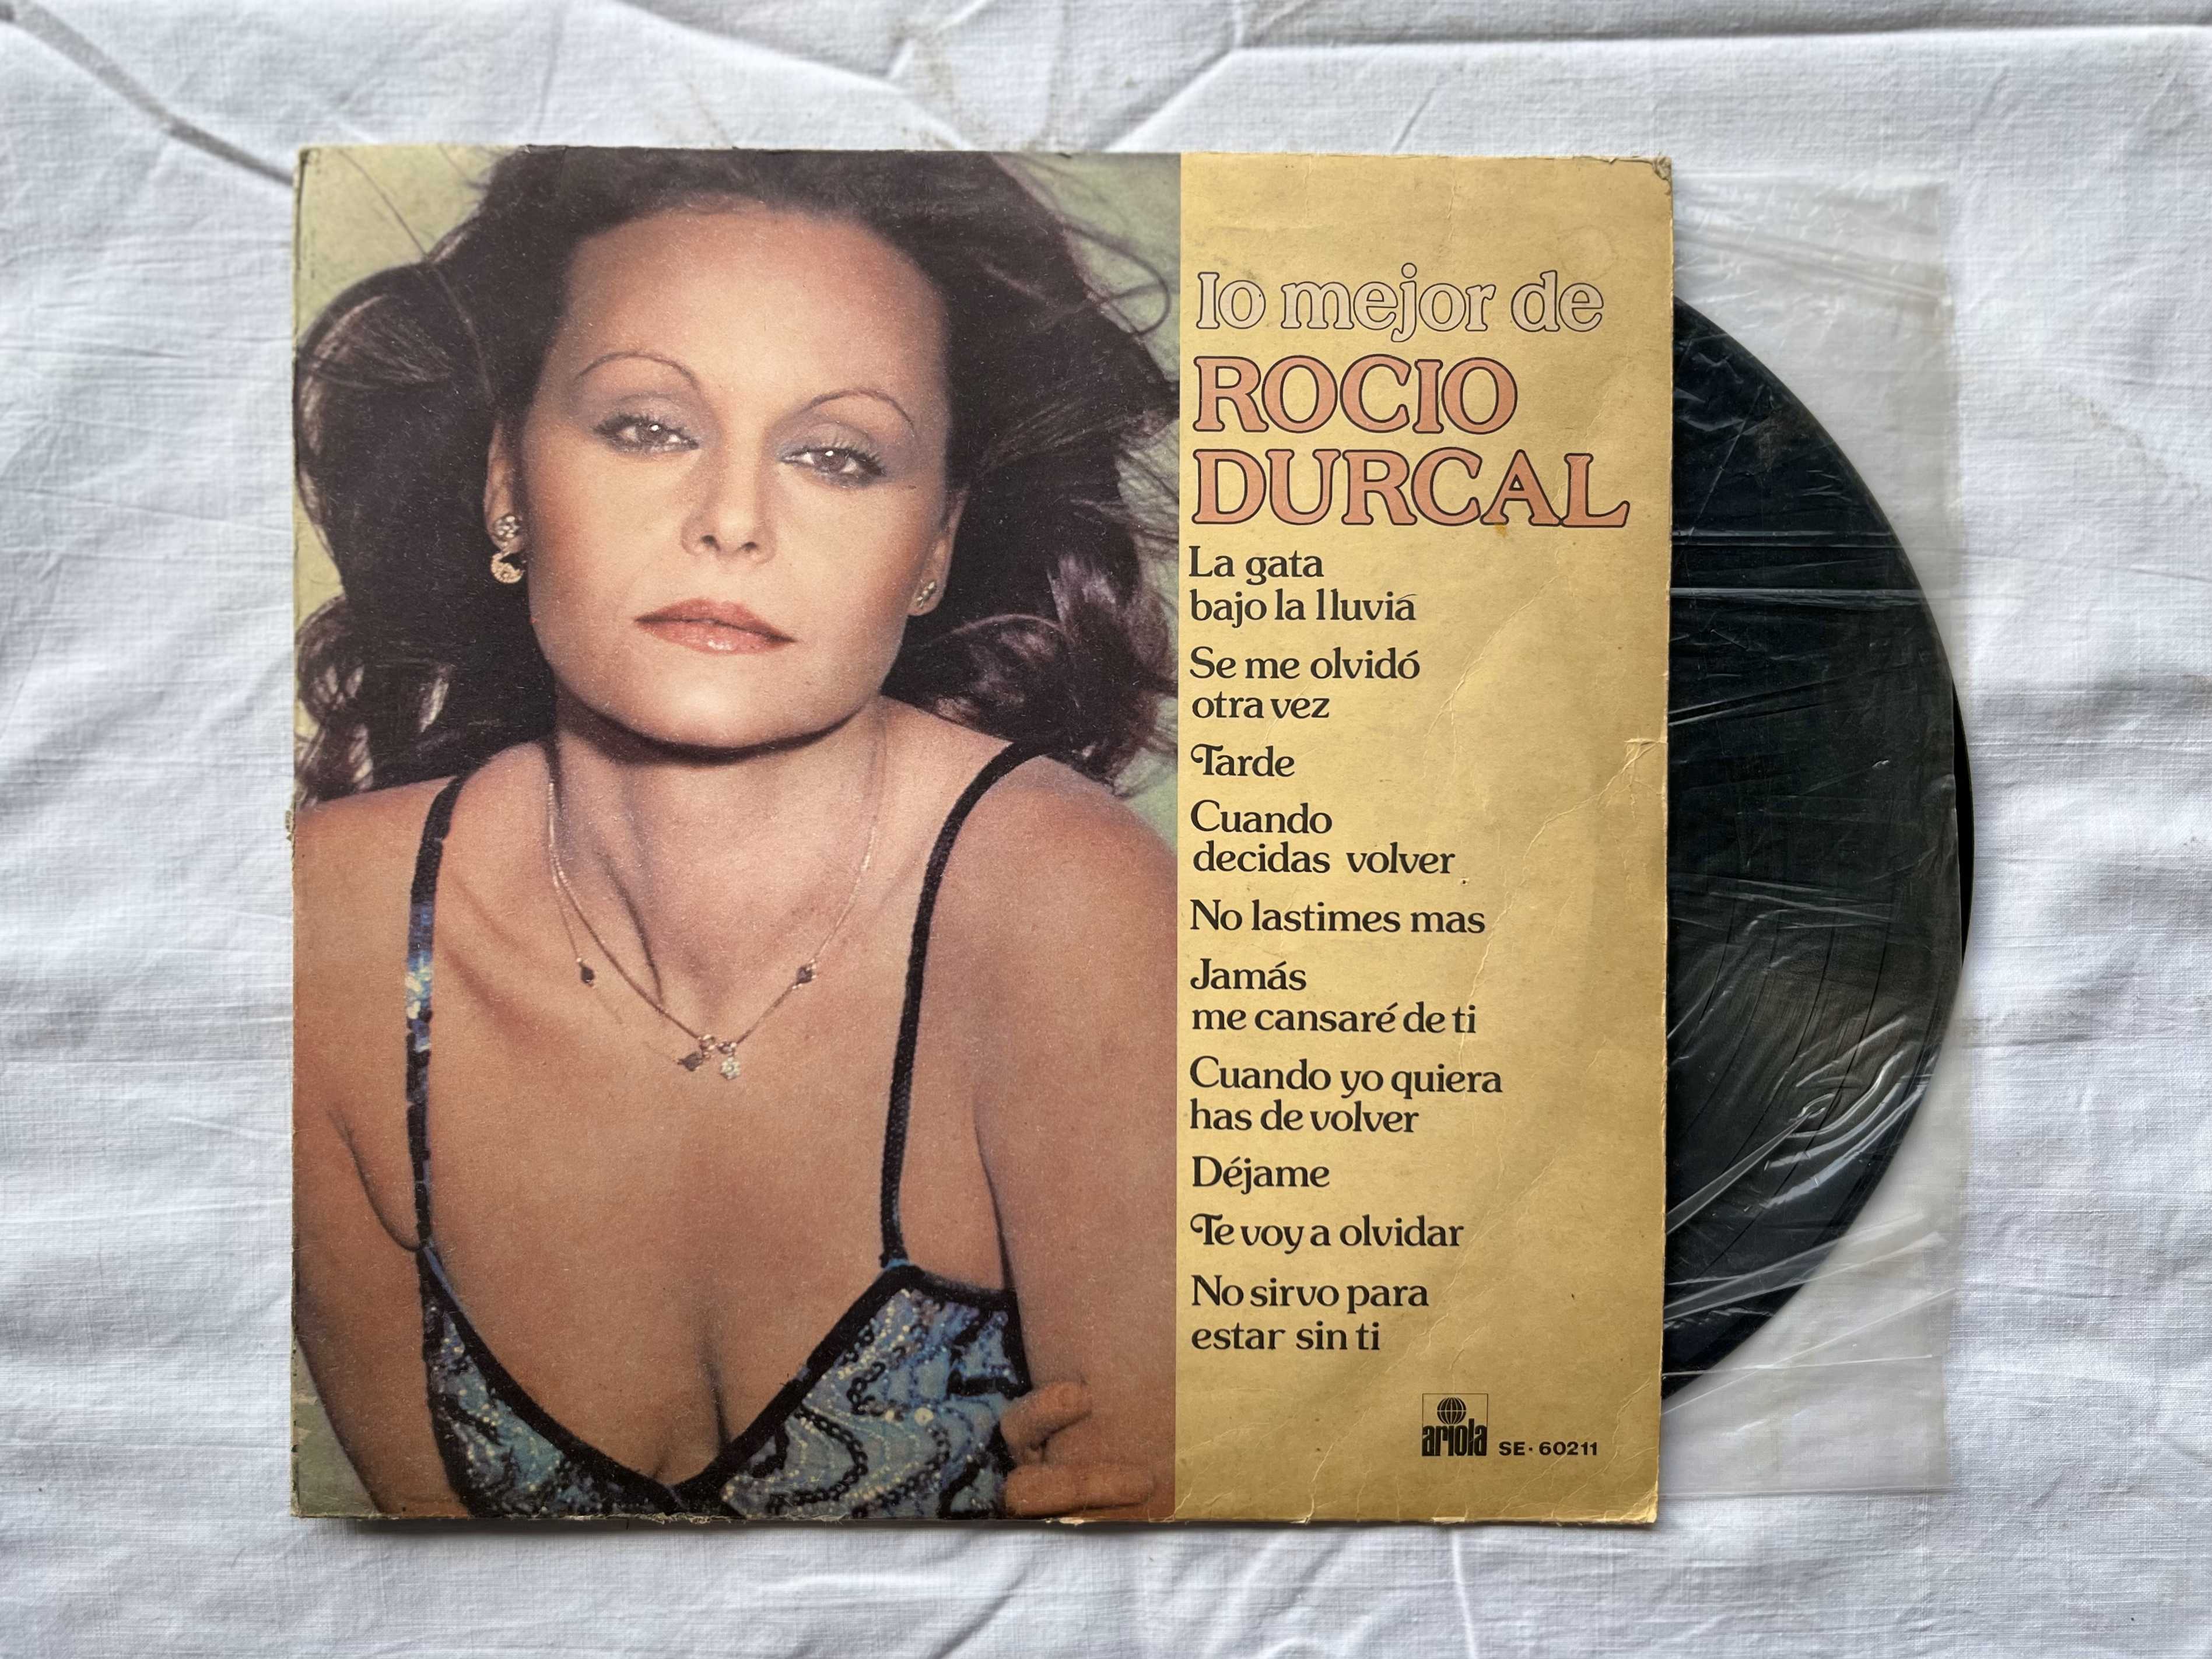 lo mejor de
ROCIO
DURCAL
La gata
bajo la lluvia
Se me olvidó
otra vez
Tarde
Cuando
decidas volver
No lastimes mas
Jamás
me cansaré de ti
Cuando yo quiera
has de volver
Déjame
Te voy a olvidar
No sirvo para
estar sin ti
ariola SE-60211